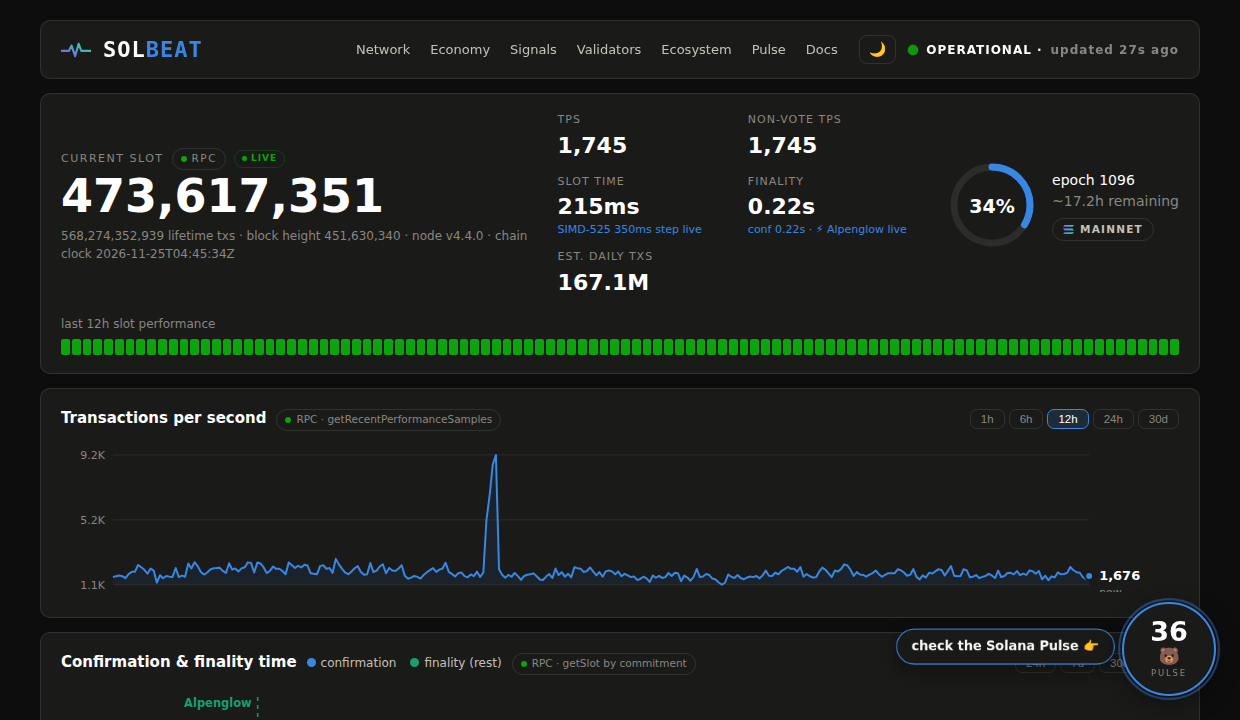 SOLBEAT
Network Economy Signals Validators Ecosystem Pulse Docs
OPERATIONAL · updated 27s ago
CURRENT SLOT RPC LIVE
473,617,351
568,274,352,939 lifetime txs · block height 451,630,340 · node v4.4.0 · chain
clock 2026-11-25T04:45:34Z
TPS
1,745
NON-VOTE TPS
1,745
SLOT TIME
215ms
SIMD-525 350ms step live
FINALITY
0.22s
conf 0.22s · ⚡ Alpenglow live
EST. DAILY TXS
167.1M
34%
epoch 1096
~17.2h remaining
MAINNET
last 12h slot performance
Transactions per second RPC · getRecentPerformanceSamples
1h 6h 12h 24h 30d
9.2K
5.2K
1.1K
1,676
now
Confirmation & finality time confirmation finality (rest) RPC · getSlot by commitment
24h 7d
Alpenglow
check the Solana Pulse 👉
36
PULSE